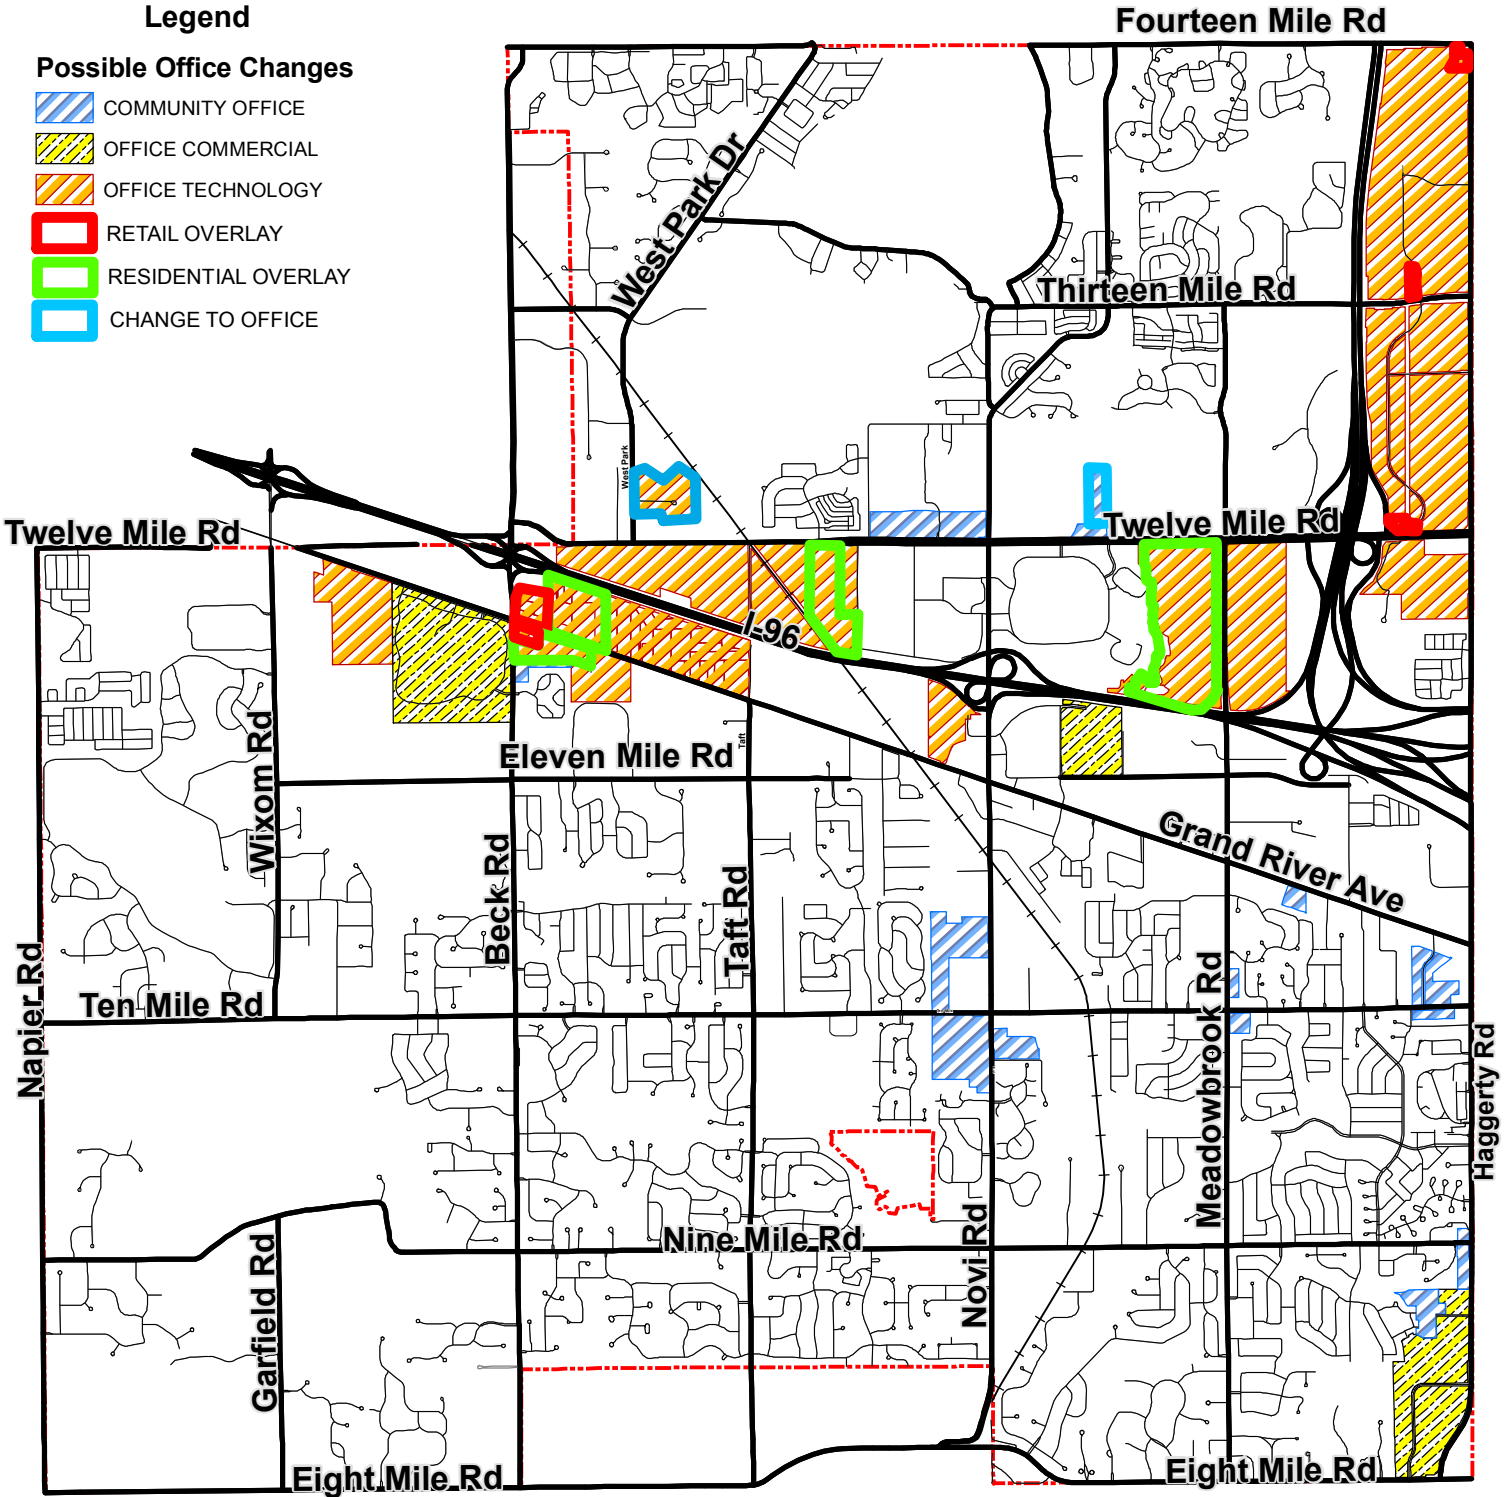 Legend
Possible Office Changes
COMMUNITY OFFICE
OFFICE COMMERCIAL
OFFICE TECHNOLOGY
RETAIL OVERLAY
RESIDENTIAL OVERLAY
CHANGE TO OFFICE
Fourteen Mile Rd
West Park Dr
Thirteen Mile Rd
West Park
Twelve Mile Rd
Twelve Mile Rd
I-96
Taft
Eleven Mile Rd
Wixom Rd
Beck Rd
Taft Rd
Grand River Ave
Napier Rd
Ten Mile Rd
Meadowbrook Rd
Haggerty Rd
Nine Mile Rd
Novi Rd
Garfield Rd
Eight Mile Rd
Eight Mile Rd